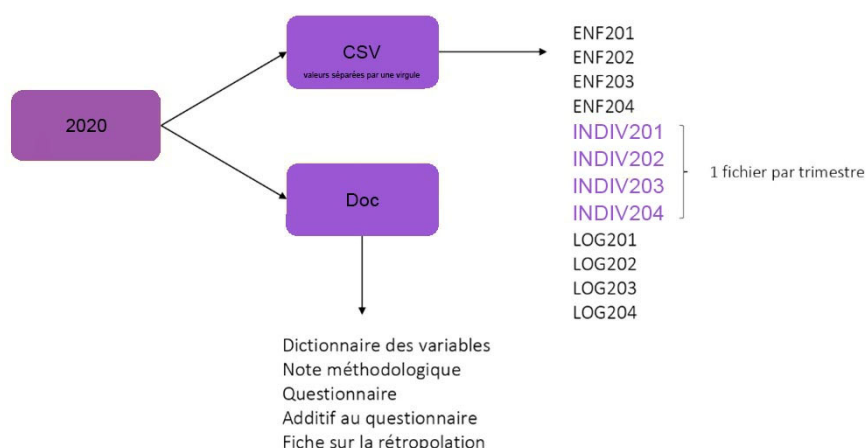 2020
CSV
valeurs séparées par une virgule
Doc
ENF201
ENF202
ENF203
ENF204
INDIV201
INDIV202
INDIV203
INDIV204
1 fichier par trimestre
LOG201
LOG202
LOG203
LOG204
Dictionnaire des variables
Note méthodologique
Questionnaire
Additif au questionnaire
Fiche sur la rétropolation